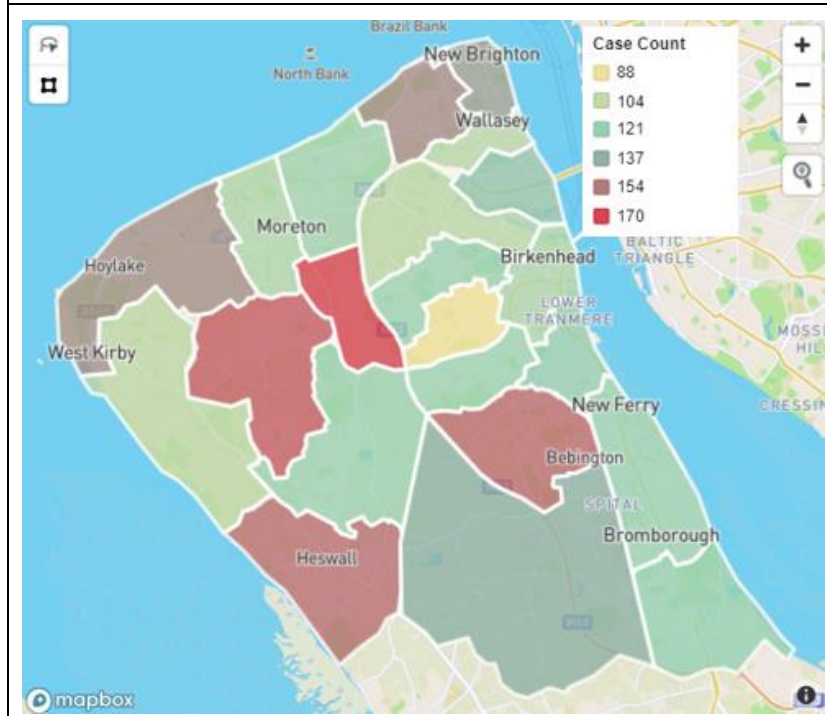 Brazil Bank
New Brighton
North Bank
Wallasey
Case Count
88
104
121
137
154
170
Moreton
Hoylake
Birkenhead
BALTIC
TRIANGLE
LOWER
TRANMERE
West Kirby
New Ferry
Bebington
SPITAL
Bromborough
Heswall
mapbox